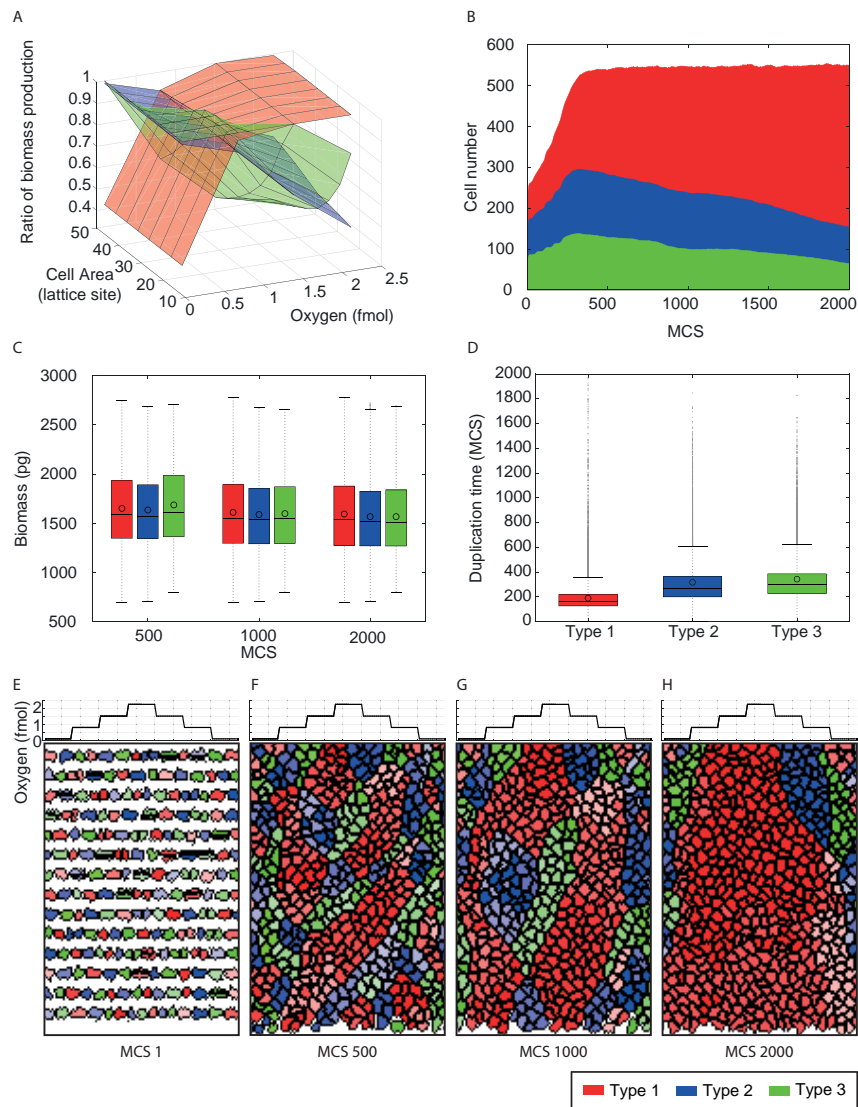 A
Ratio of biomass production
1
0.9
0.8
0.7
0.6
0.5
0.4
50
40
30
20
10
Cell Area
(lattice site)
0
0.5
1
1.5
2
2.5
Oxygen (fmol)
B
Cell number
600
500
400
300
200
100
0
0 500 1000 1500 2000
MCS
C
Biomass (pg)
3000
2500
2000
1500
1000
500
500 1000 2000
MCS
D
Duplication time (MCS)
2000
1800
1600
1400
1200
1000
800
600
400
200
0
Type 1 Type 2 Type 3
E F G H
Oxygen (fmol)
2
1
0
MCS 1 MCS 500 MCS 1000 MCS 2000
Type 1 Type 2 Type 3